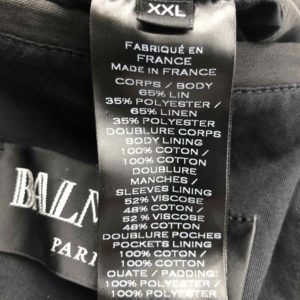 XXL
FABRIQUÉ EN
FRANCE
MADE IN FRANCE
CORPS / BODY
65% LIN
35% POLYESTER /
65% LINEN
35% POLYESTER
DOUBLURE CORPS
BODY LINING
100% COTON /
100% COTTON
DOUBLURE
MANCHES /
SLEEVES LINING
52% VISCOSE
48% COTON /
52 % VISCOSE
48% COTTON
DOUBLURE POCHES
POCKETS LINING
100% COTON /
100% COTTON
OUATE / PADDING:
100% POLYESTER /
100% POLYESTER
BALM
PARI